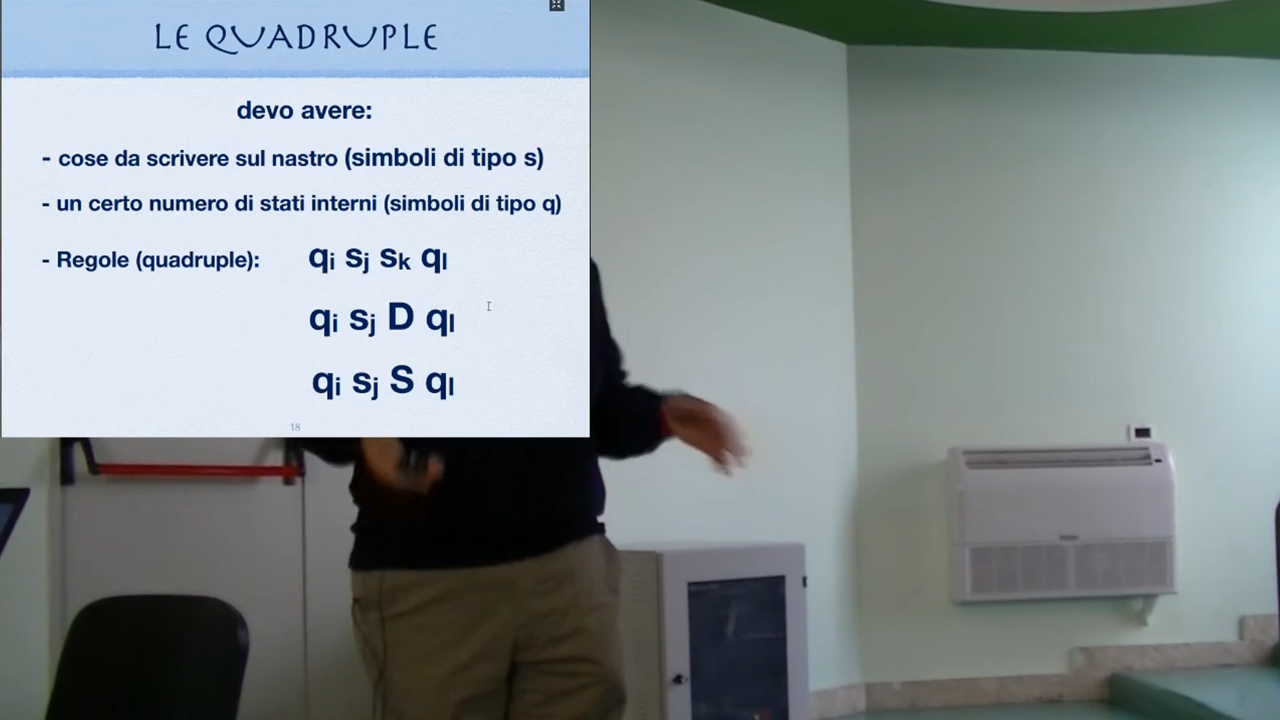 LE QUADRUPLE
devo avere:
- cose da scrivere sul nastro (simboli di tipo s)
- un certo numero di stati interni (simboli di tipo q)
- Regole (quadruple): qi sj sk ql
qi sj D ql
qi sj S ql
18